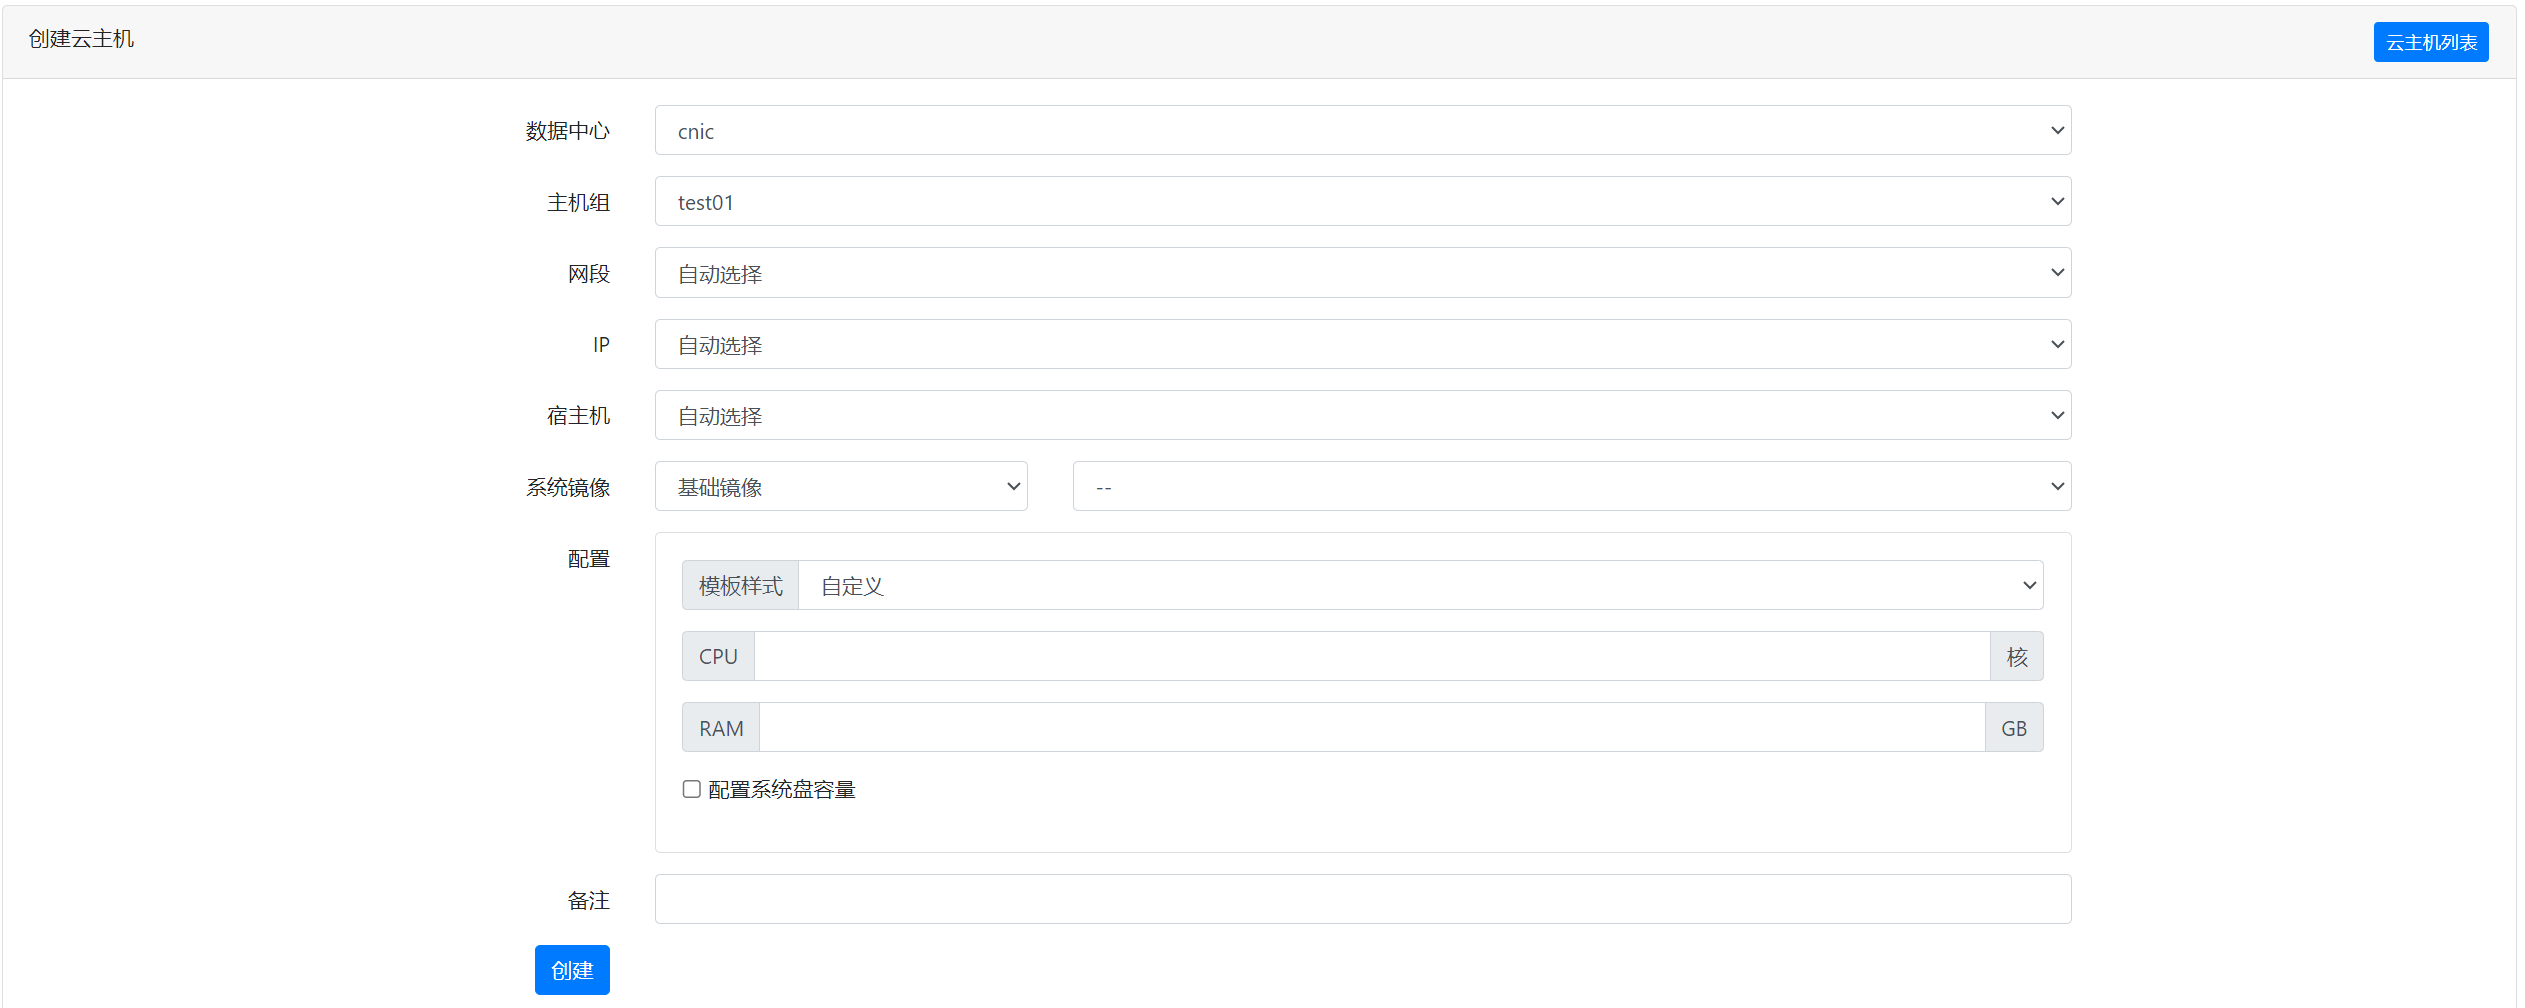 创建云主机
云主机列表
数据中心 cnic
主机组 test01
网段 自动选择
IP 自动选择
宿主机 自动选择
系统镜像 基础镜像 --
配置
模板样式 自定义
CPU 核
RAM GB
配置系统盘容量
备注
创建